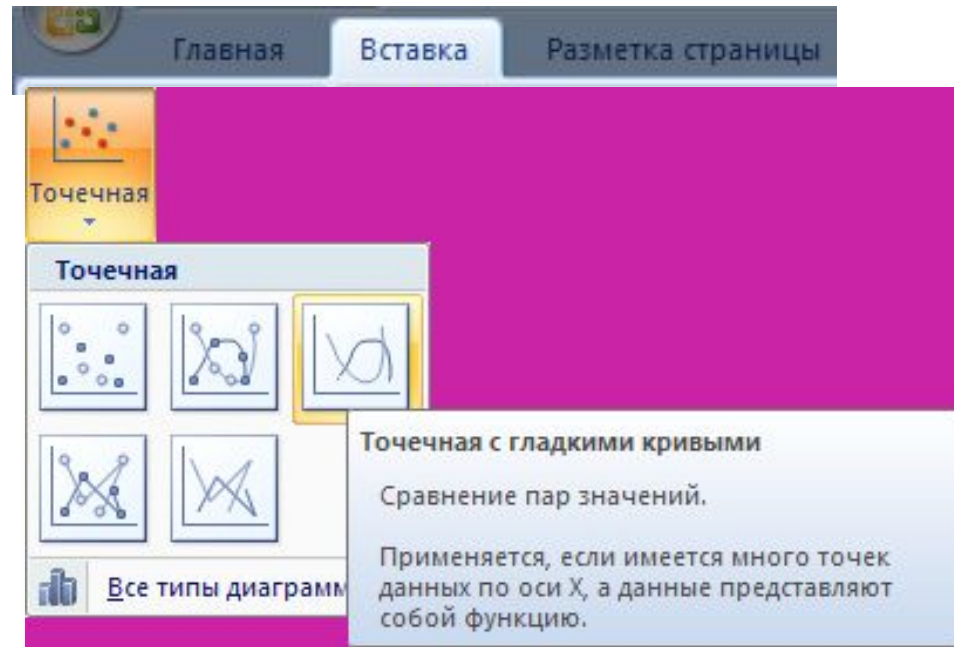 Главная Вставка Разметка страницы
Точечная
Точечная
Точечная с гладкими кривыми
Сравнение пар значений.
Применяется, если имеется много точек
данных по оси X, а данные представляют
собой функцию.
Все типы диаграмм